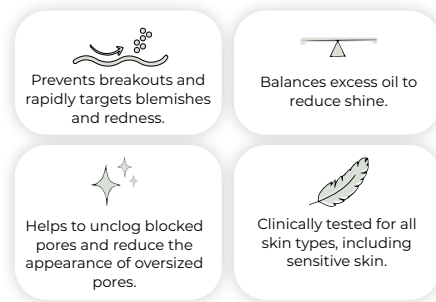 Prevents breakouts and
rapidly targets blemishes
and redness.
Balances excess oil to
reduce shine.
Helps to unclog blocked
pores and reduce the
appearance of oversized
pores.
Clinically tested for all
skin types, including
sensitive skin.